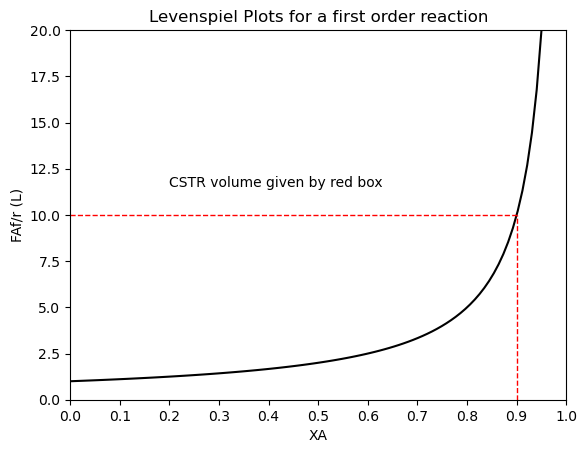 Levenspiel Plots for a first order reaction
20.0
17.5
15.0
12.5
10.0
7.5
5.0
2.5
0.0
FAf/r (L)
CSTR volume given by red box
0.0 0.1 0.2 0.3 0.4 0.5 0.6 0.7 0.8 0.9 1.0
XA